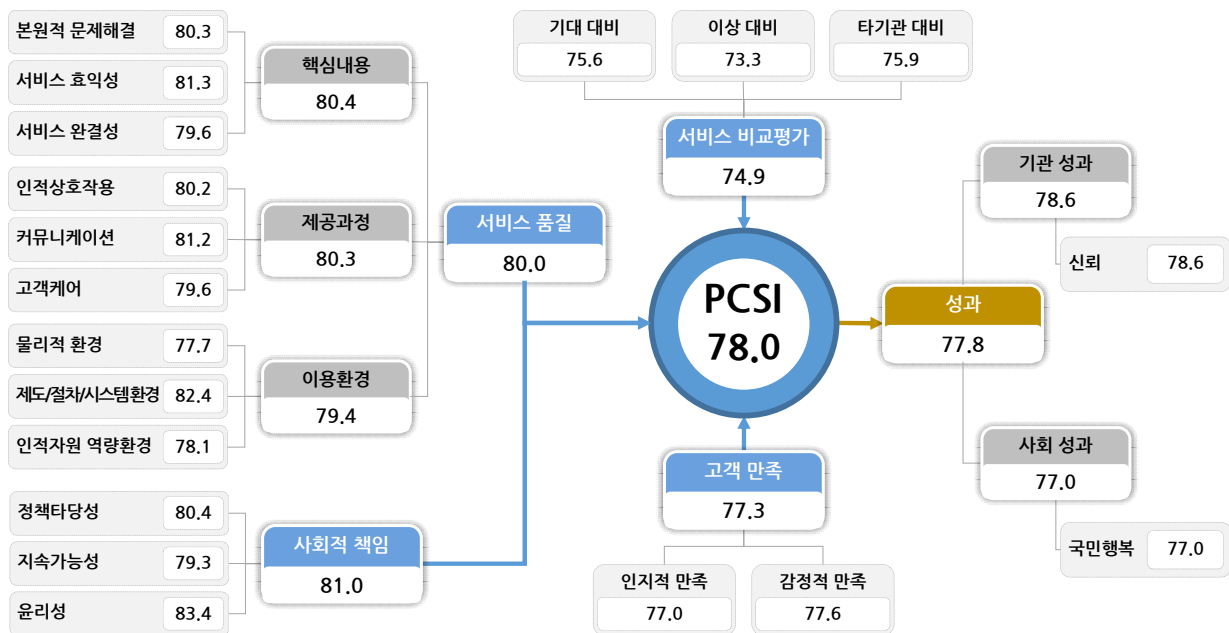 본원적 문제해결 80.3
서비스 효익성 81.3
서비스 완결성 79.6
핵심내용
80.4
인적상호작용 80.2
커뮤니케이션 81.2
고객케어 79.6
제공과정
80.3
물리적 환경 77.7
제도/절차/시스템환경 82.4
인적자원 역량환경 78.1
이용환경
79.4
서비스 품질
80.0
정책타당성 80.4
지속가능성 79.3
윤리성 83.4
사회적 책임
81.0
기대 대비
75.6
이상 대비
73.3
타기관 대비
75.9
서비스 비교평가
74.9
PCSI
78.0
고객 만족
77.3
인지적 만족
77.0
감정적 만족
77.6
성과
77.8
기관 성과
78.6
신뢰 78.6
사회 성과
77.0
국민행복 77.0